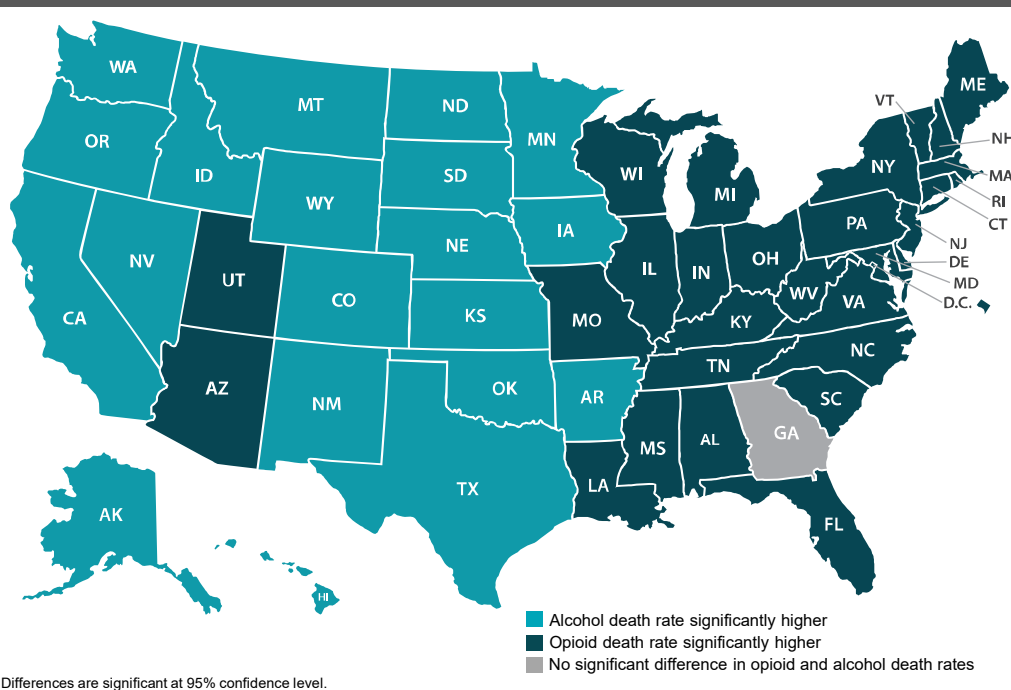 WA
MT
ND
MN
OR
ID
SD
WY
WI
MI
ME
VT
NH
NY
MA
RI
CT
NV
UT
NE
IA
PA
NJ
DE
MD
D.C.
CA
CO
KS
IL
IN
OH
WV
VA
MO
KY
AZ
NM
OK
AR
TN
NC
SC
TX
LA
MS
AL
GA
FL
AK
HI
Alcohol death rate significantly higher
Opioid death rate significantly higher
No significant difference in opioid and alcohol death rates
Differences are significant at 95% confidence level.